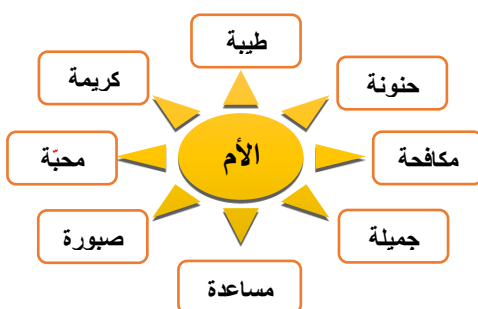 طيبة
حنونة
كريمة
الأم
مكافحة
محبّة
جميلة
صبورة
مساعدة